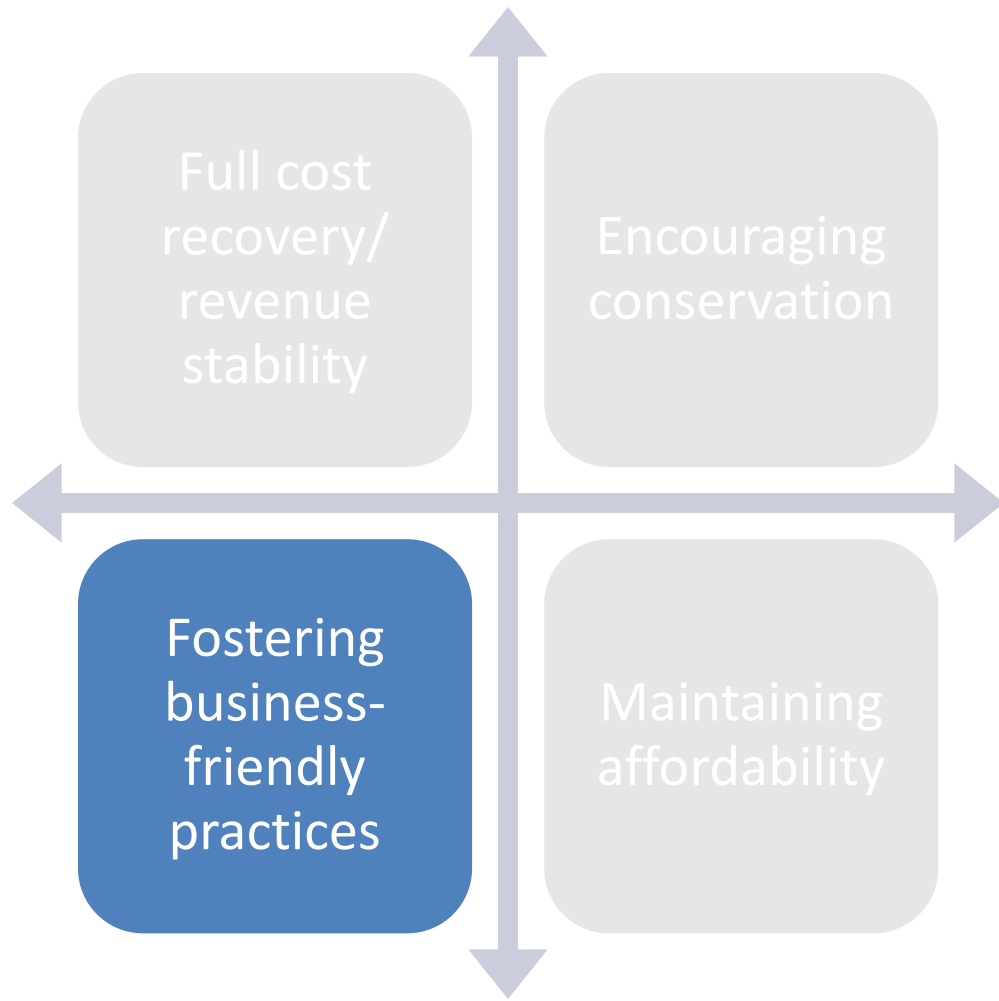 Full cost
recovery/
revenue
stability
Encouraging
conservation
Fostering
business-
friendly
practices
Maintaining
affordability